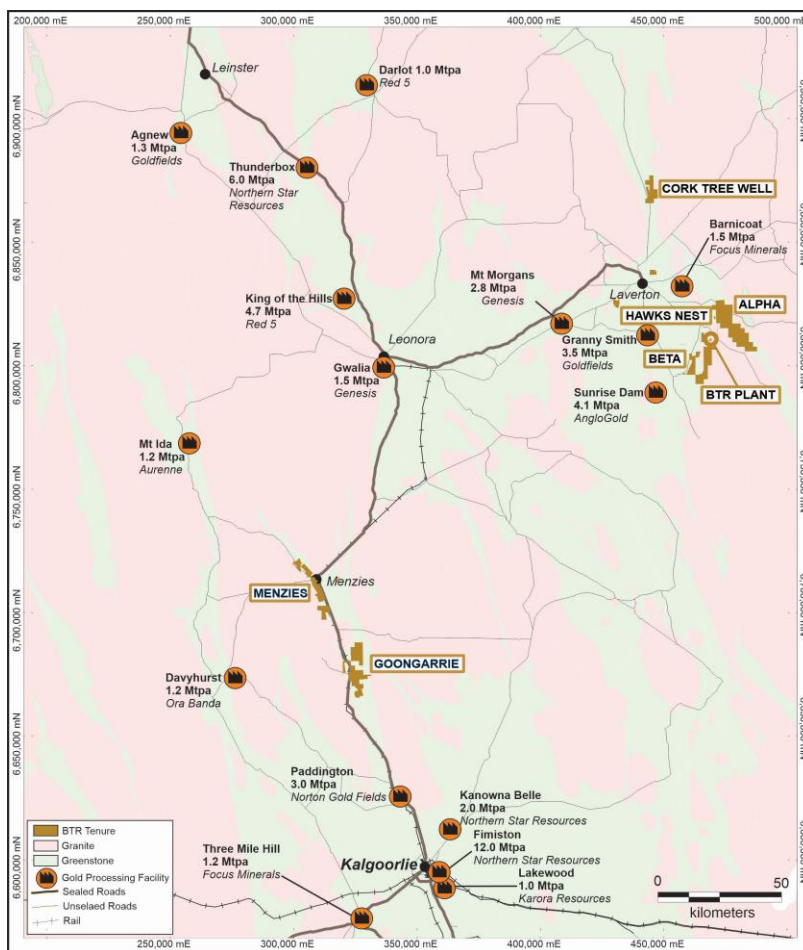 200,000 mE
250,000 mE
300,000 mE
350,000 mE
400,000 mE
450,000 mE
500,000 mE
Leinster
Darlot 1.0 Mtpa
Red 5
6,900,000 mN
Agnew
1.3 Mtpa
Goldfields
Thunderbox
6.0 Mtpa
Northern Star
Resources
CORK TREE WELL
Barnicoat
1.5 Mtpa
Focus Minerals
6,850,000 mN
King of the Hills
4.7 Mtpa
Red 5
Mt Morgans
2.8 Mtpa
Genesis
Laverton
HAWKS NEST
ALPHA
Leonora
Granny Smith
3.5 Mtpa
Goldfields
Gwalia
1.5 Mtpa
Genesis
BETA
BTR PLANT
6,800,000 mN
Sunrise Dam
4.1 Mtpa
AngloGold
Mt Ida
1.2 Mtpa
Aurenne
6,750,000 mN
Menzies
MENZIES
6,700,000 mN
GOONGARRIE
Davyhurst
1.2 Mtpa
Ora Banda
6,650,000 mN
Paddington
3.0 Mtpa
Norton Gold Fields
Kanowna Belle
2.0 Mtpa
Northern Star Resources
Fimiston
12.0 Mtpa
Northern Star Resources
Kalgoorlie
Lakewood
1.0 Mtpa
Karora Resources
Three Mile Hill
1.2 Mtpa
Focus Minerals
6,600,000 mN
BTR Tenure
Granite
Greenstone
Gold Processing Facility
Sealed Roads
Unselaed Roads
Rail
0
50
kilometers
250,000 mE
300,000 mE
350,000 mE
400,000 mE
450,000 mE